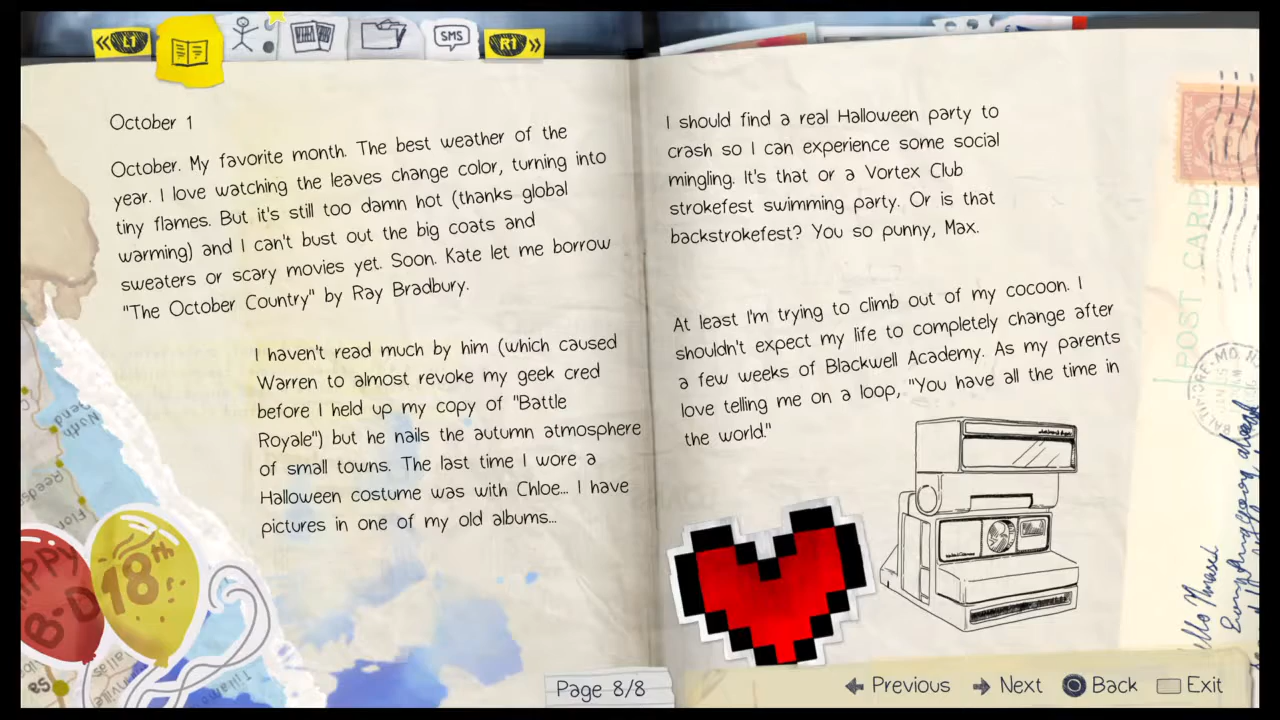 L1
SMS
R1
October 1
October. My favorite month. The best weather of the
year. I love watching the leaves change color, turning into
tiny flames. But it's still too damn hot (thanks global
warming) and I can't bust out the big coats and
sweaters or scary movies yet. Soon. Kate let me borrow
"The October Country" by Ray Bradbury.
I haven't read much by him (which caused
Warren to almost revoke my geek cred
before I held up my copy of "Battle
Royale") but he nails the autumn atmosphere
of small towns. The last time I wore a
Halloween costume was with Chloe... I have
pictures in one of my old albums...
HAPPY
B-D
18th
I should find a real Halloween party to
crash so I can experience some social
mingling. It's that or a Vortex Club
strokefest swimming party. Or is that
backstrokefest? You so punny, Max.
At least I'm trying to climb out of my cocoon. I
shouldn't expect my life to completely change after
a few weeks of Blackwell Academy. As my parents
love telling me on a loop, "You have all the time in
the world."
POST CARD
Page 8/8
Previous
Next
Back
Exit